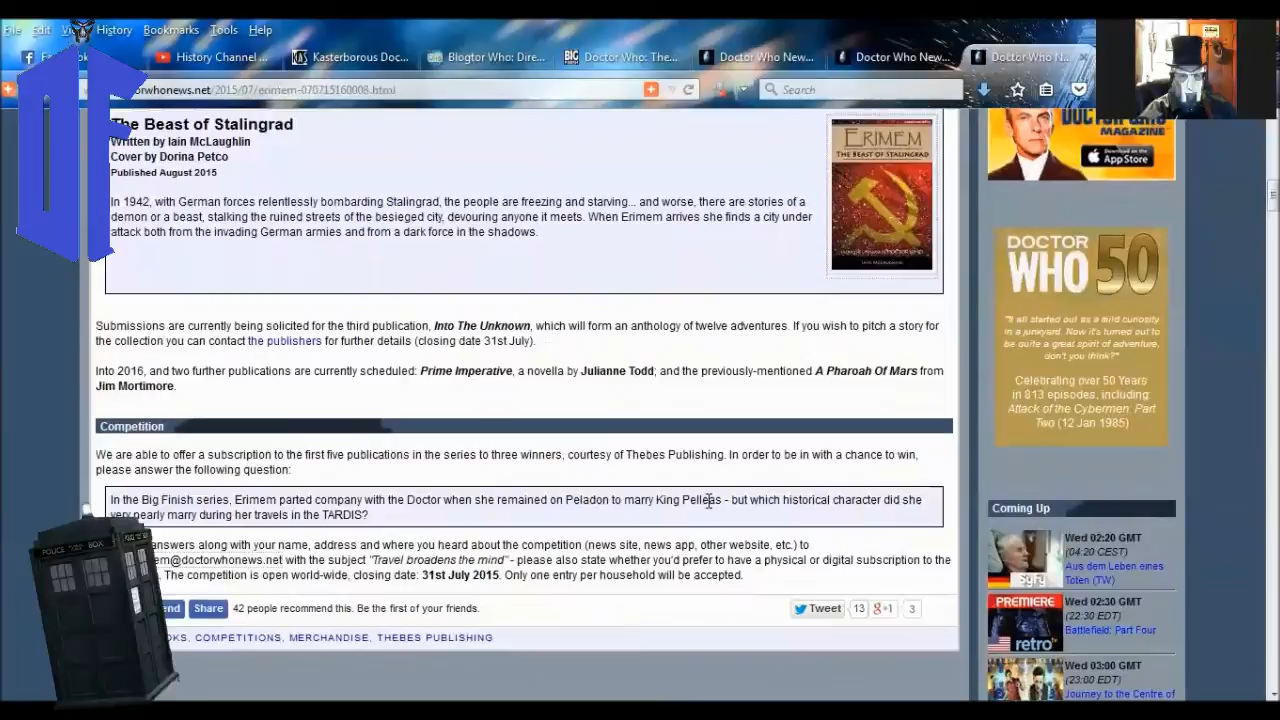 File Edit View History Bookmarks Tools Help
History Channel ...
Kasterborous Doc...
Blogtor Who: Dire...
BIG Doctor Who: The...
Doctor Who New...
Doctor Who New...
Doctor Who N...
orwhonews.net/2015/07/erimem-070715160008.html
Search
The Beast of Stalingrad
Written by Iain McLaughlin
Cover by Dorina Petco
Published August 2015
In 1942, with German forces relentlessly bombarding Stalingrad, the people are freezing and starving... and worse, there are stories of a
demon or a beast, stalking the ruined streets of the besieged city, devouring anyone it meets. When Erimem arrives she finds a city under
attack both from the invading German armies and from a dark force in the shadows.
ERIMEM
THE BEAST OF STALINGRAD
IAIN MCLAUGHLIN
Submissions are currently being solicited for the third publication, Into The Unknown, which will form an anthology of twelve adventures. If you wish to pitch a story for
the collection you can contact the publishers for further details (closing date 31st July).
Into 2016, and two further publications are currently scheduled: Prime Imperative, a novella by Julianne Todd; and the previously-mentioned A Pharoah Of Mars from
Jim Mortimore.
Competition
We are able to offer a subscription to the first five publications in the series to three winners, courtesy of Thebes Publishing. In order to be in with a chance to win,
please answer the following question:
In the Big Finish series, Erimem parted company with the Doctor when she remained on Peladon to marry King Pelleas - but which historical character did she
very nearly marry during her travels in the TARDIS?
answers along with your name, address and where you heard about the competition (news site, news app, other website, etc.) to
em@doctorwhonews.net with the subject "Travel broadens the mind" - please also state whether you'd prefer to have a physical or digital subscription to the
The competition is open world-wide, closing date: 31st July 2015. Only one entry per household will be accepted.
end Share 42 people recommend this. Be the first of your friends.
Tweet 13 g+1 3
OKS, COMPETITIONS, MERCHANDISE, THEBES PUBLISHING
POLICE BOX
DOCTOR WHO
MAGAZINE
Download on the
App Store
DOCTOR
WHO 50
"It all started out as a mild curiosity
in a junkyard. Now it's turned out to
be quite a great spirit of adventure,
don't you think?"
Celebrating over 50 Years
in 813 episodes, including:
Attack of the Cybermen: Part
Two (12 Jan 1985)
Coming Up
Syfy
Wed 02:20 GMT
(04:20 CEST)
Aus dem Leben eines
Toten (TW)
PREMIERE
retro tv
Wed 02:30 GMT
(22:30 EDT)
Battlefield: Part Four
Wed 03:00 GMT
(23:00 EDT)
Journey to the Centre of